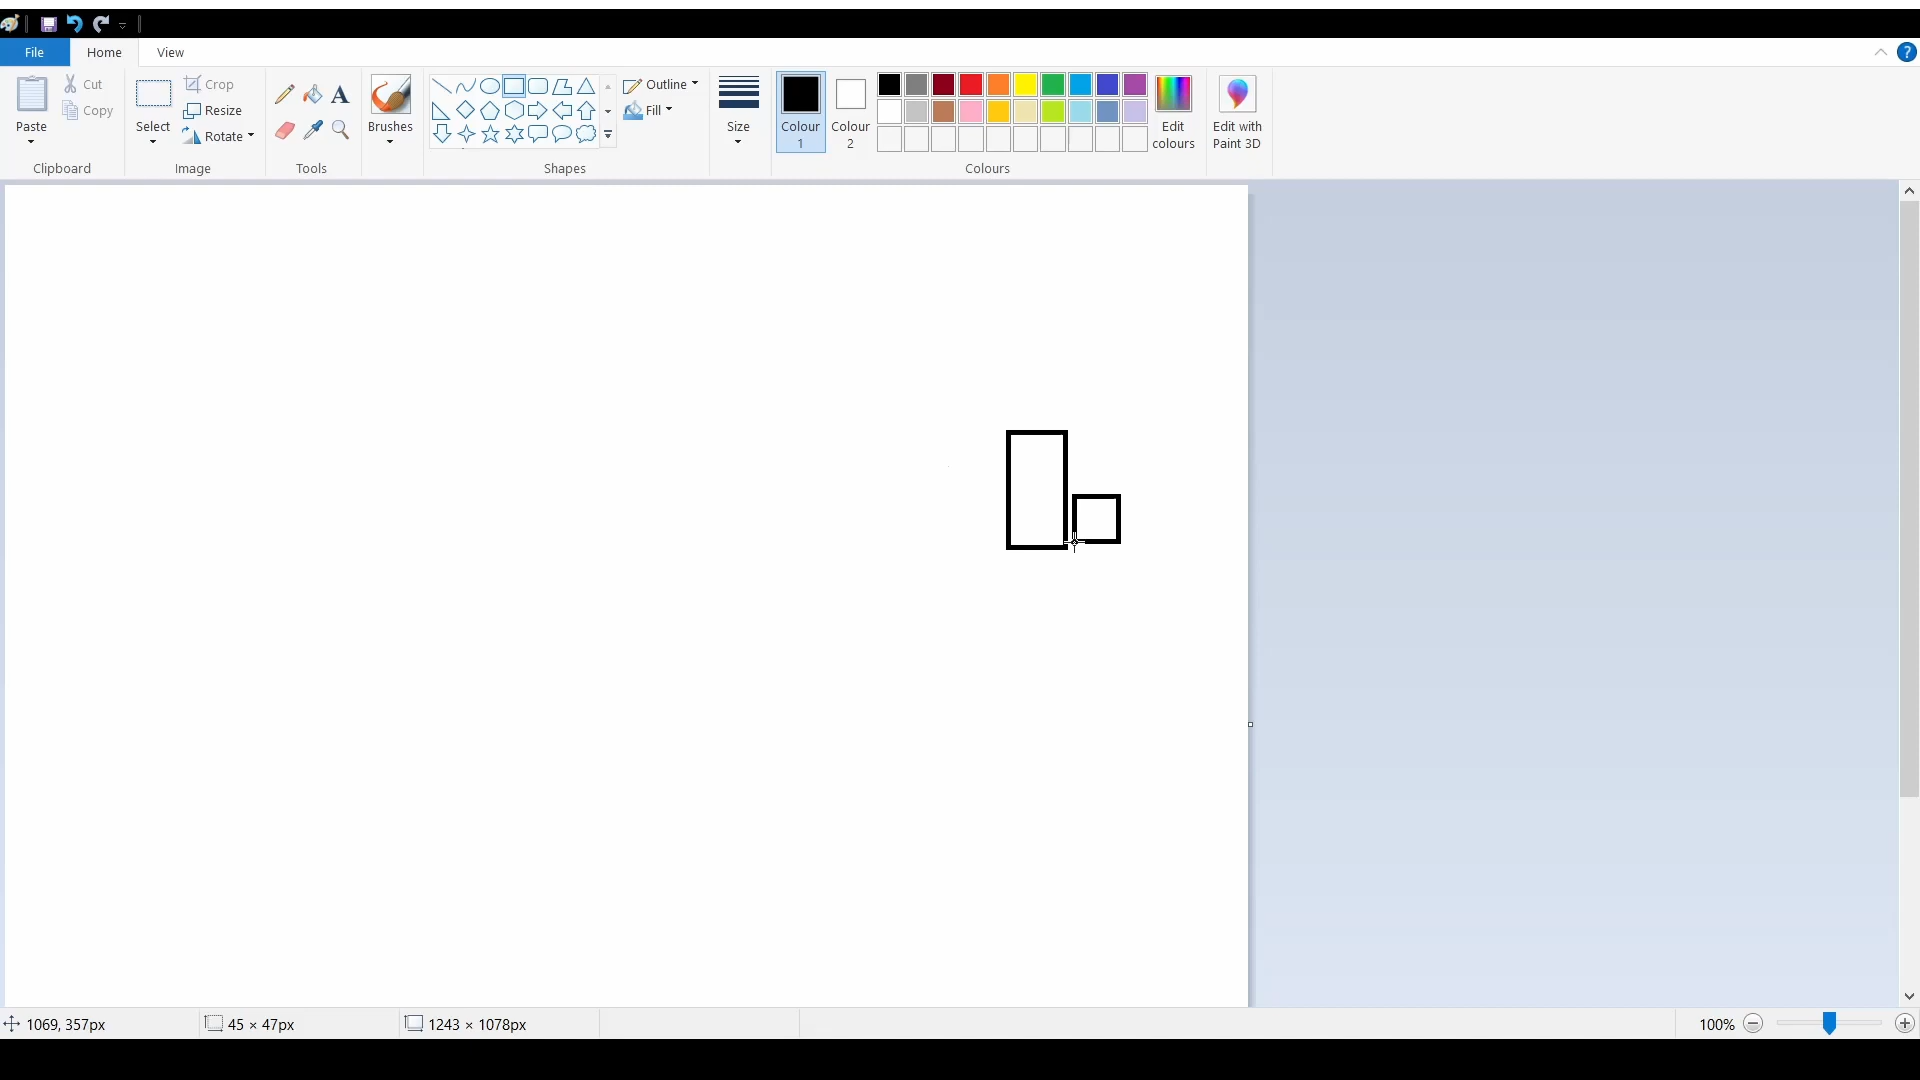 File Home View ?
Cut Crop Outline
Copy Resize Fill
Paste Select Rotate Brushes Size Colour 1 Colour 2 Edit colours Edit with Paint 3D
Clipboard Image Tools Shapes Colours
A
1069, 357px 45 × 47px 1243 × 1078px 100%